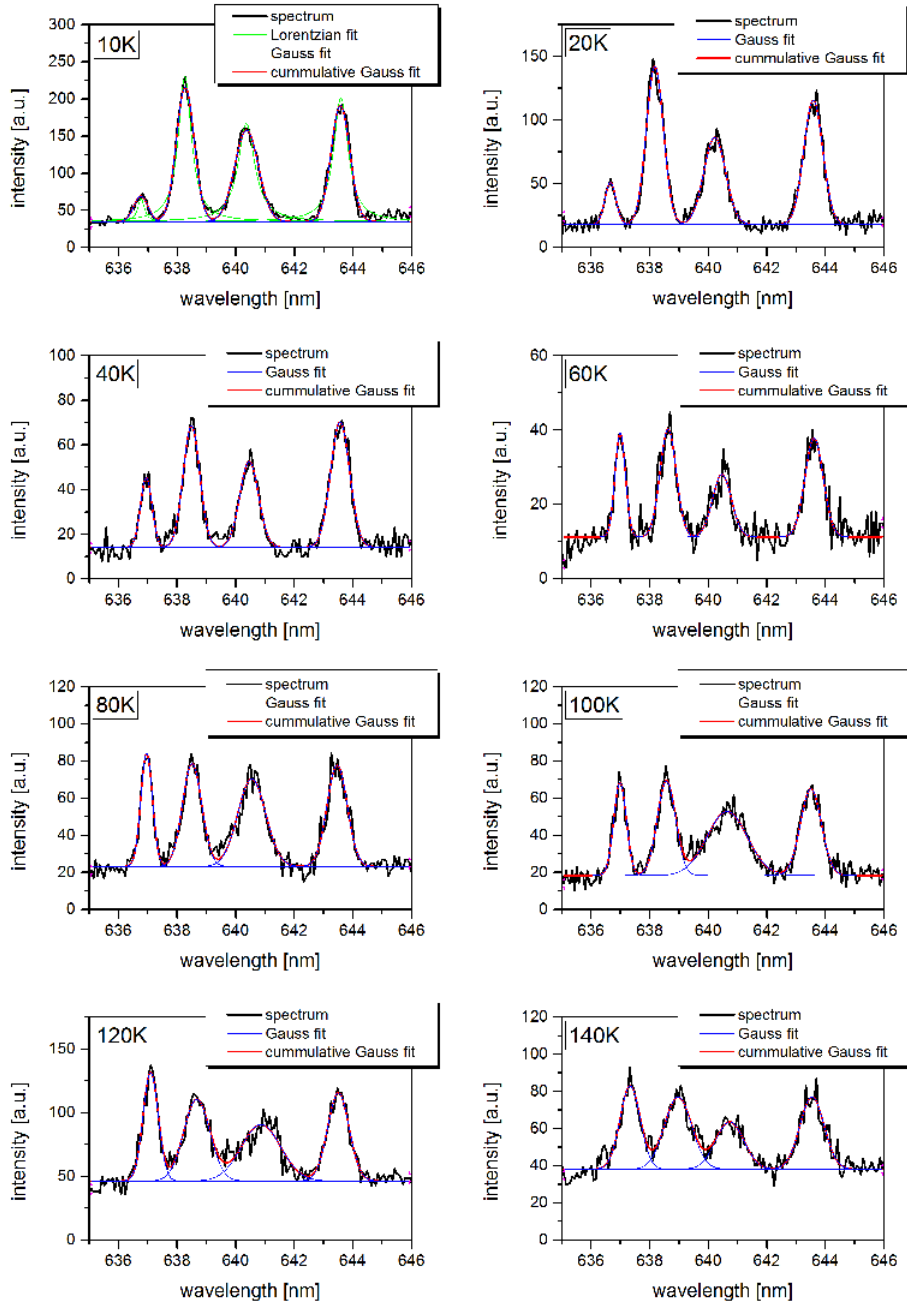 10K
spectrum
Lorentzian fit
Gauss fit
cummulative Gauss fit
intensity [a.u.]
300
250
200
150
100
50
0
636 638 640 642 644 646
wavelength [nm]
20K
spectrum
Gauss fit
cummulative Gauss fit
intensity [a.u.]
150
100
50
0
636 638 640 642 644 646
wavelength [nm]
40K
spectrum
Gauss fit
cummulative Gauss fit
intensity [a.u.]
100
80
60
40
20
0
636 638 640 642 644 646
wavelength [nm]
60K
spectrum
Gauss fit
cummulative Gauss fit
intensity [a.u.]
60
40
20
0
636 638 640 642 644 646
wavelength [nm]
80K
spectrum
Gauss fit
cummulative Gauss fit
intensity [a.u.]
120
100
80
60
40
20
0
636 638 640 642 644 646
wavelength [nm]
100K
spectrum
Gauss fit
cummulative Gauss fit
intensity [a.u.]
120
100
80
60
40
20
0
636 638 640 642 644 646
wavelength [nm]
120K
spectrum
Gauss fit
cummulative Gauss fit
intensity [a.u.]
150
100
50
0
636 638 640 642 644 646
wavelength [nm]
140K
spectrum
Gauss fit
cummulative Gauss fit
intensity [a.u.]
120
100
80
60
40
20
0
636 638 640 642 644 646
wavelength [nm]